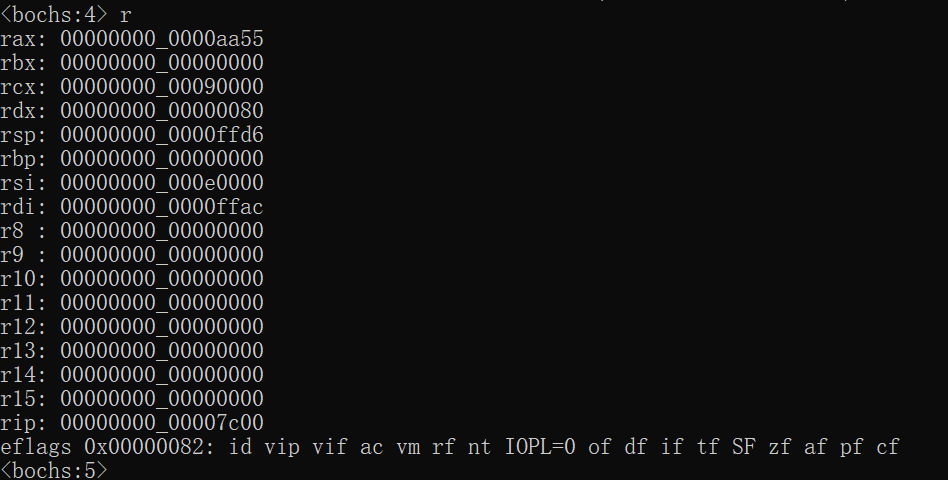 <bochs:4> r
rax: 00000000_0000aa55
rbx: 00000000_00000000
rcx: 00000000_00090000
rdx: 00000000_00000080
rsp: 00000000_0000ffd6
rbp: 00000000_00000000
rsi: 00000000_000e0000
rdi: 00000000_0000ffac
r8 : 00000000_00000000
r9 : 00000000_00000000
r10: 00000000_00000000
r11: 00000000_00000000
r12: 00000000_00000000
r13: 00000000_00000000
r14: 00000000_00000000
r15: 00000000_00000000
rip: 00000000_00007c00
eflags 0x00000082: id vip vif ac vm rf nt IOPL=0 of df if tf SF zf af pf cf
<bochs:5>